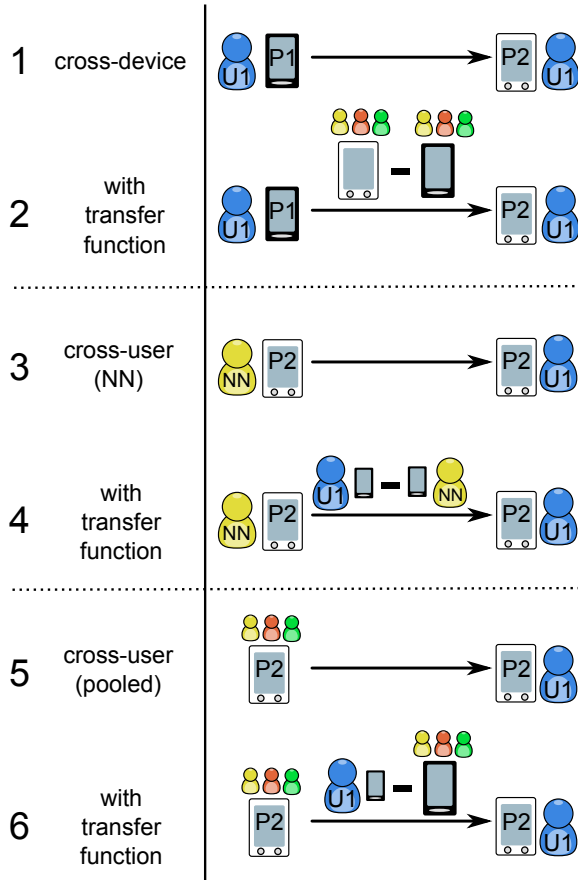 1 cross-device U1 P1 P2 U1
2 with transfer function U1 P1 P2 U1
3 cross-user (NN) NN P2 P2 U1
4 with transfer function NN P2 U1 NN P2 U1
5 cross-user (pooled) P2 P2 U1
6 with transfer function P2 U1 P2 U1